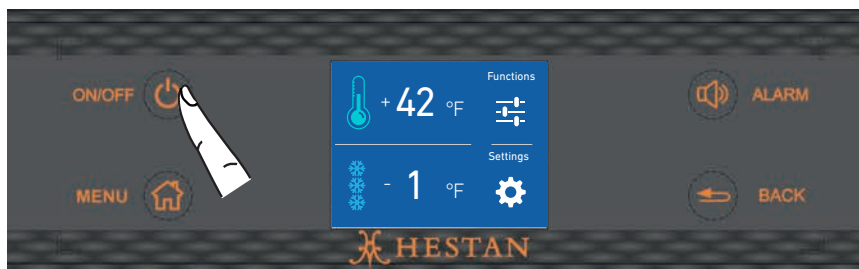 ON/OFF
MENU
Functions
+ 42 °F
Settings
- 1 °F
ALARM
BACK
HESTAN